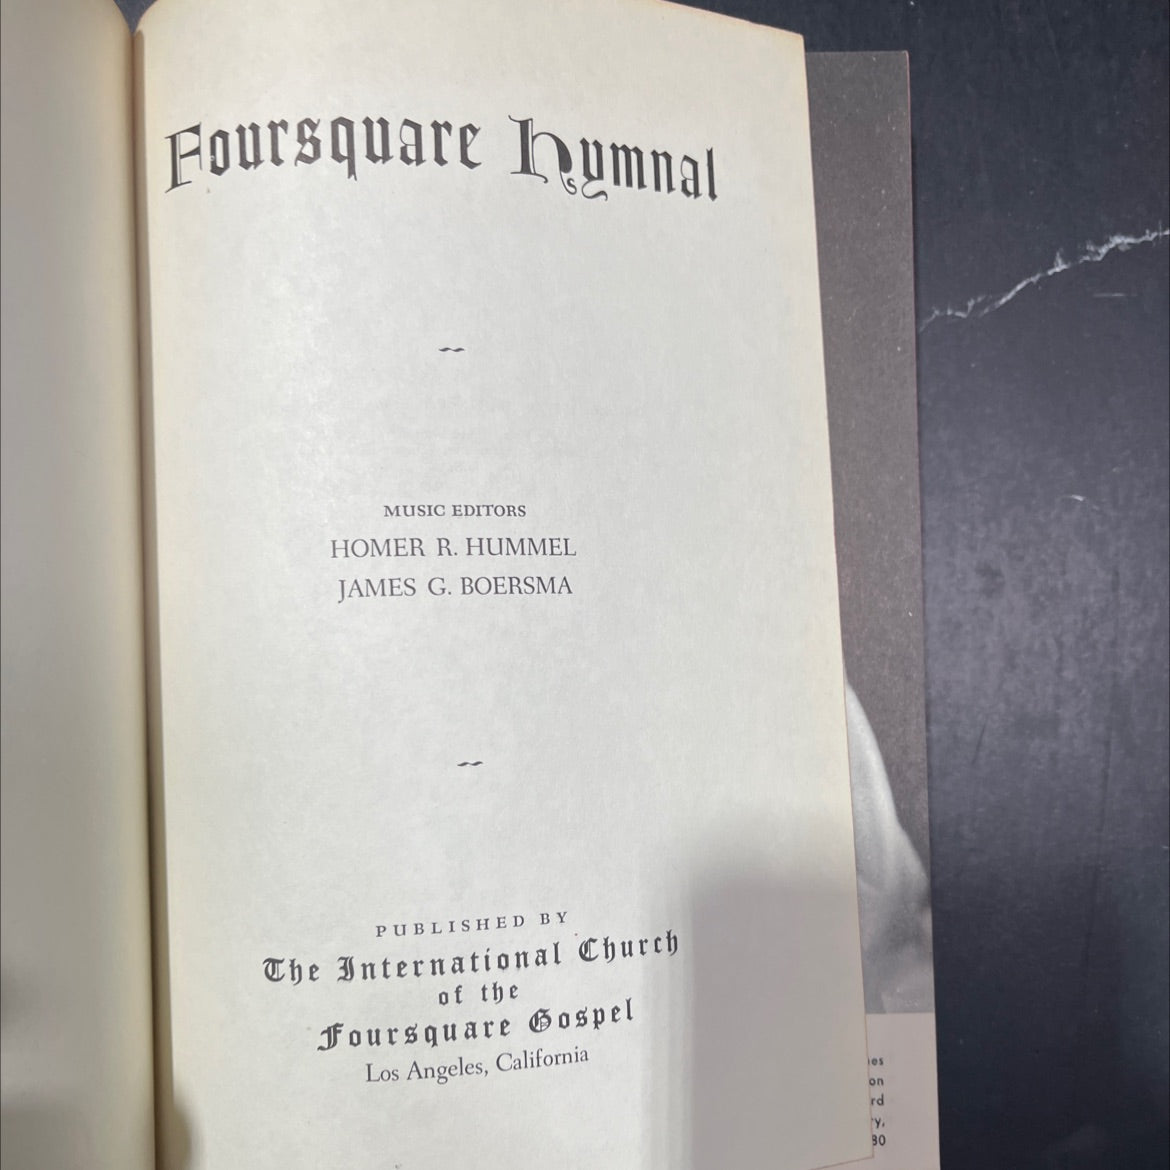 Foursquare Hymnal
MUSIC EDITORS
HOMER R. HUMMEL
JAMES G. BOERSMA
PUBLISHED BY
The International Church
of the
Foursquare Gospel
Los Angeles, California